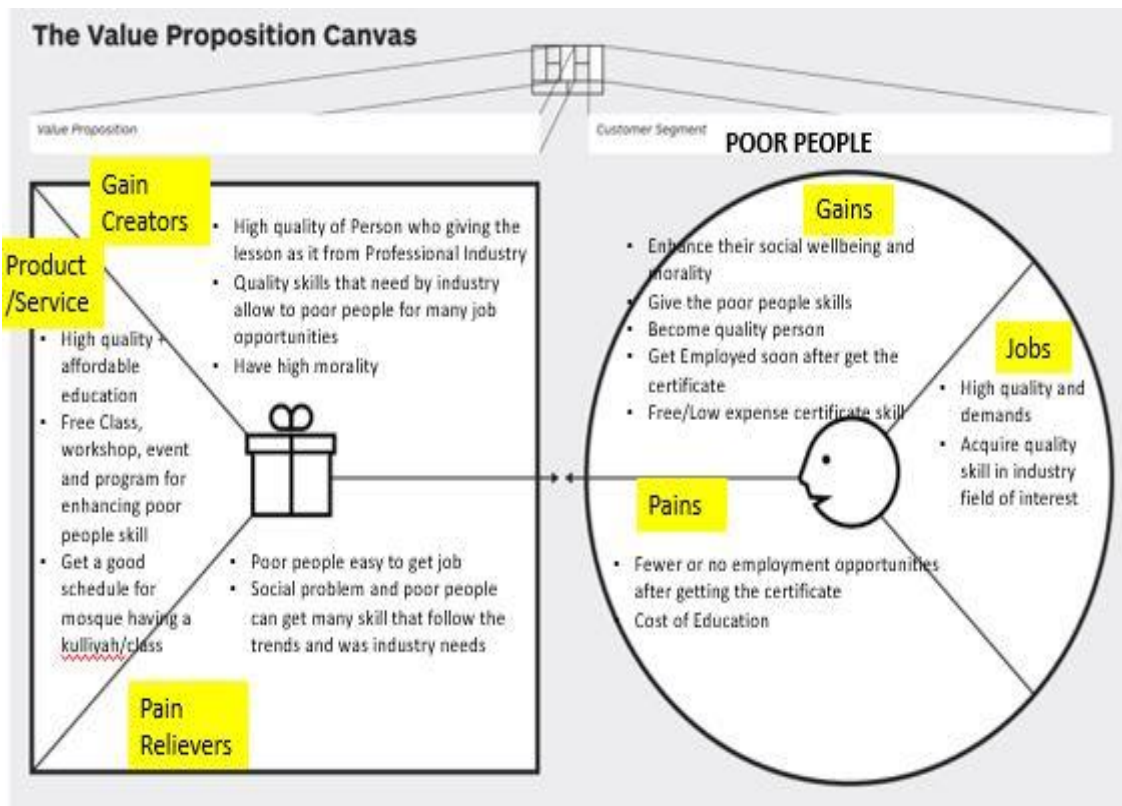 The Value Proposition Canvas
Value Proposition
Gain
Creators
• High quality of Person who giving the
lesson as it from Professional Industry
• Quality skills that need by industry
allow to poor people for many job
opportunities
• Have high morality
Product
/Service
• High quality +
affordable
education
• Free Class,
workshop, event
and program for
enhancing poor
people skill
• Get a good
schedule for
mosque having a
kulliyah/class
• Poor people easy to get job
• Social problem and poor people
can get many skill that follow the
trends and was industry needs
Pain
Relievers
Customer Segment
POOR PEOPLE
Gains
• Enhance their social wellbeing and
morality
• Give the poor people skills
• Become quality person
• Get Employed soon after get the
certificate
• Free/Low expense certificate skill
Jobs
• High quality and
demands
• Acquire quality
skill in industry
field of interest
Pains
• Fewer or no employment opportunities
after getting the certificate
• Cost of Education